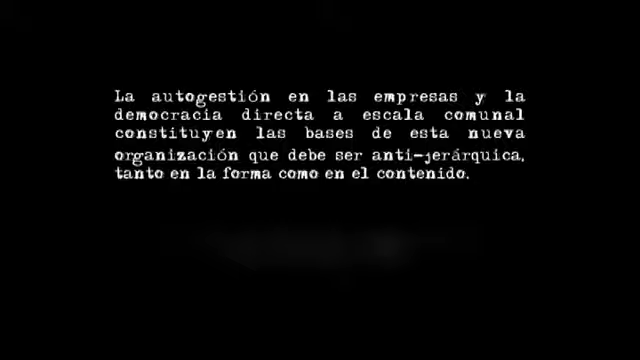 La autogestión en las empresas y la
democracia directa a escala comunal
constituyen las bases de esta nueva
organización que debe ser anti-jerárquica,
tanto en la forma como en el contenido.